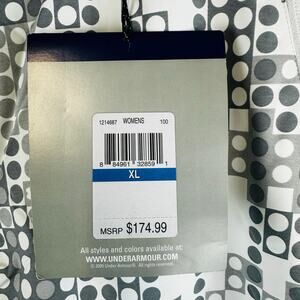 1214687 WOMENS 100
8 84961 32859 1
XL
MSRP $174.99
All styles and colors available at:
WWW.UNDERARMOUR.COM
© 2011 Under Armour®. All rights reserved.